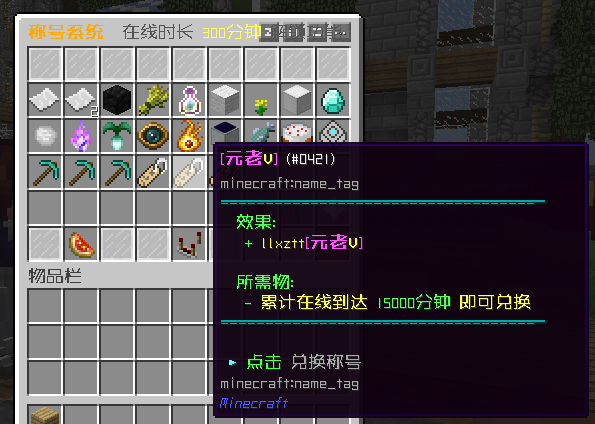 称号系统 在线时长 300分钟
2
[元老V] (#0421)
minecraft:name_tag
效果:
+ llxztt[元老V]
所需物:
- 累计在线到达 15000分钟 即可兑换
物品栏
▶ 点击 兑换称号
minecraft:name_tag
Minecraft